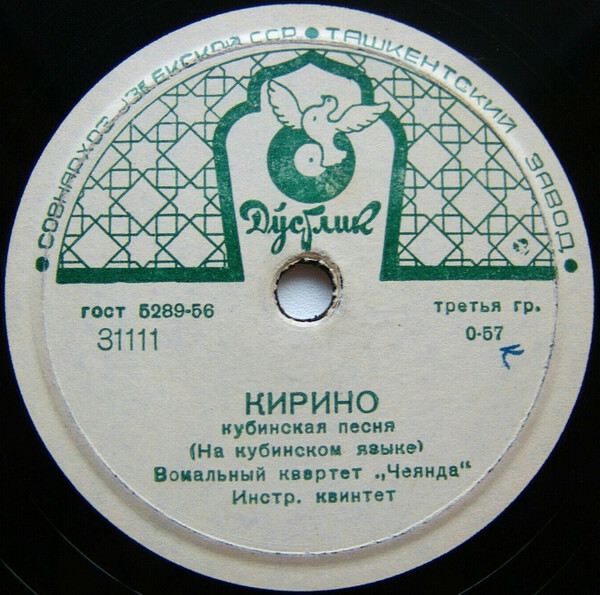 СОВНАРХОЗ УЗБЕКСКОЙ ССР • ТАШКЕНТСКИЙ ЗАВОД
Дўстлик
ГОСТ 5289-56
третья гр.
31111
0-57
КИРИНО
кубинская песня
(На кубинском языке)
Вокальный квартет „Чеянда“
Инстр. квинтет